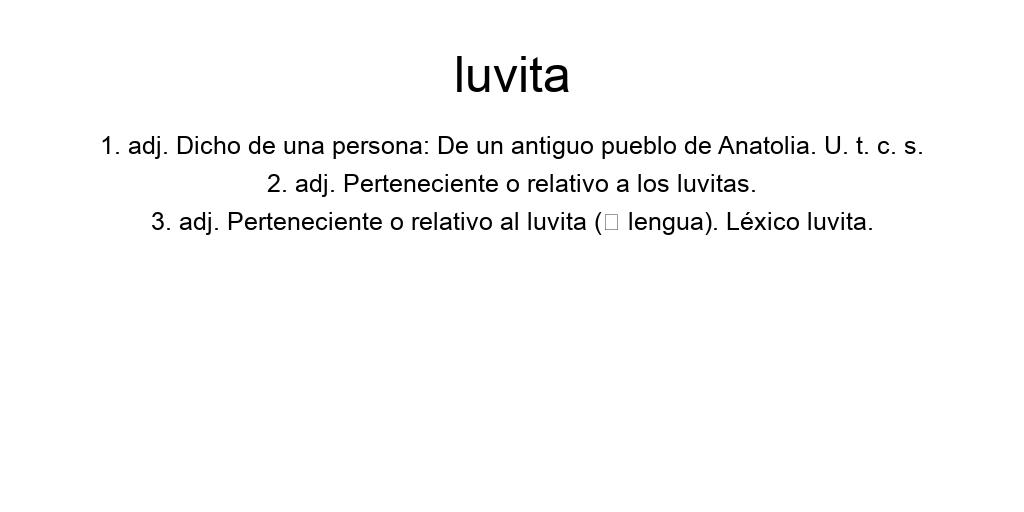 luvita
1. adj. Dicho de una persona: De un antiguo pueblo de Anatolia. U. t. c. s.
2. adj. Perteneciente o relativo a los luvitas.
3. adj. Perteneciente o relativo al luvita (□ lengua). Léxico luvita.